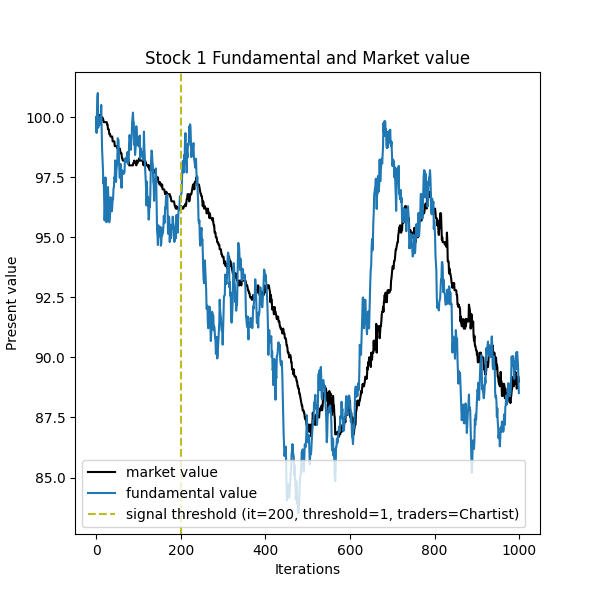 Stock 1 Fundamental and Market value
Present value
100.0
97.5
95.0
92.5
90.0
87.5
85.0
market value
fundamental value
signal threshold (it=200, threshold=1, traders=Chartist)
0 200 400 600 800 1000
Iterations